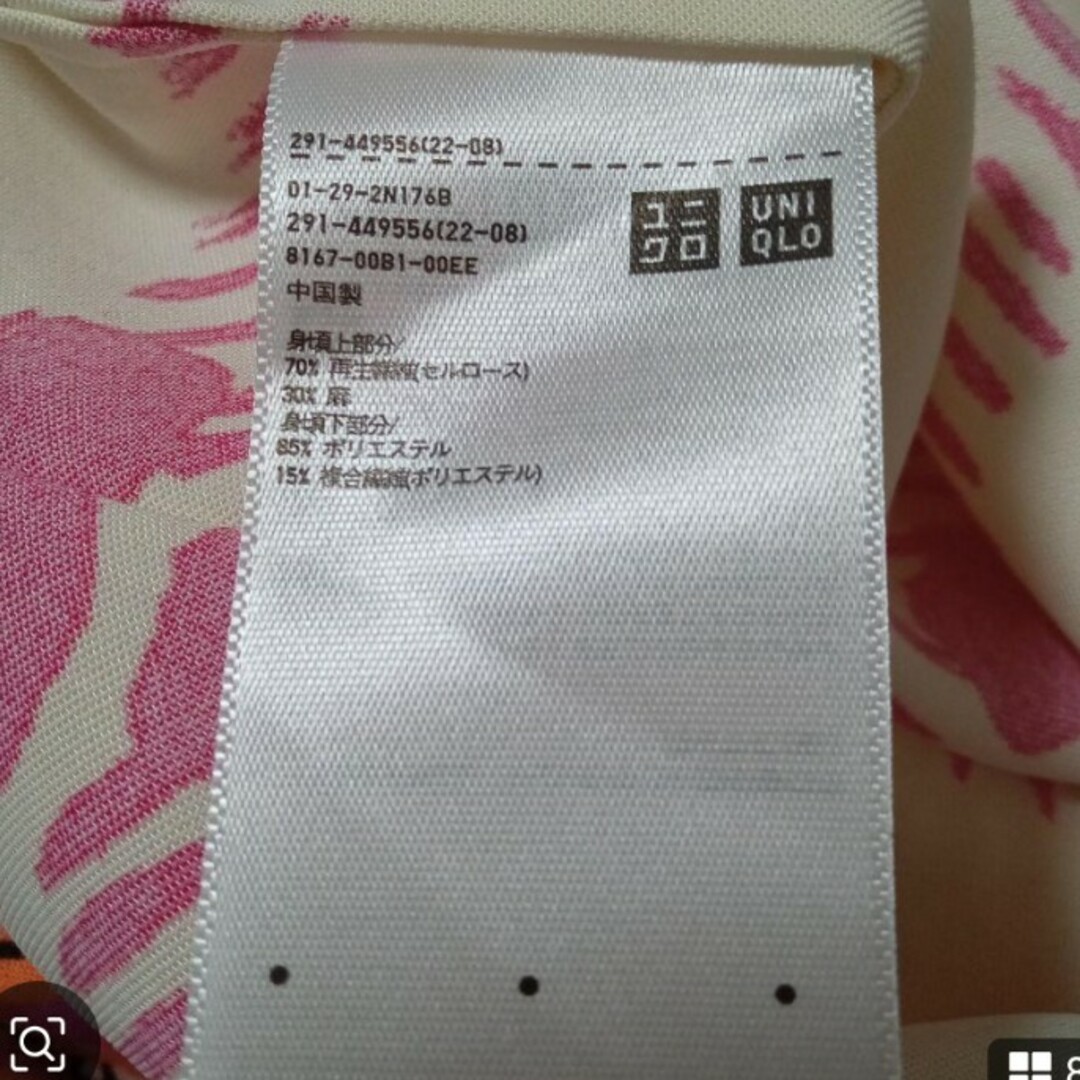 291-449556(22-08)
01-29-2N176B
291-449556(22-08)
8167-00B1-00EE
中国製
ユニ
クロ
UNI
QLO
身頃上部分/
70% 再生繊維(セルロース)
30% 麻
身頃下部分/
85% ポリエステル
15% 複合繊維(ポリエステル)
8